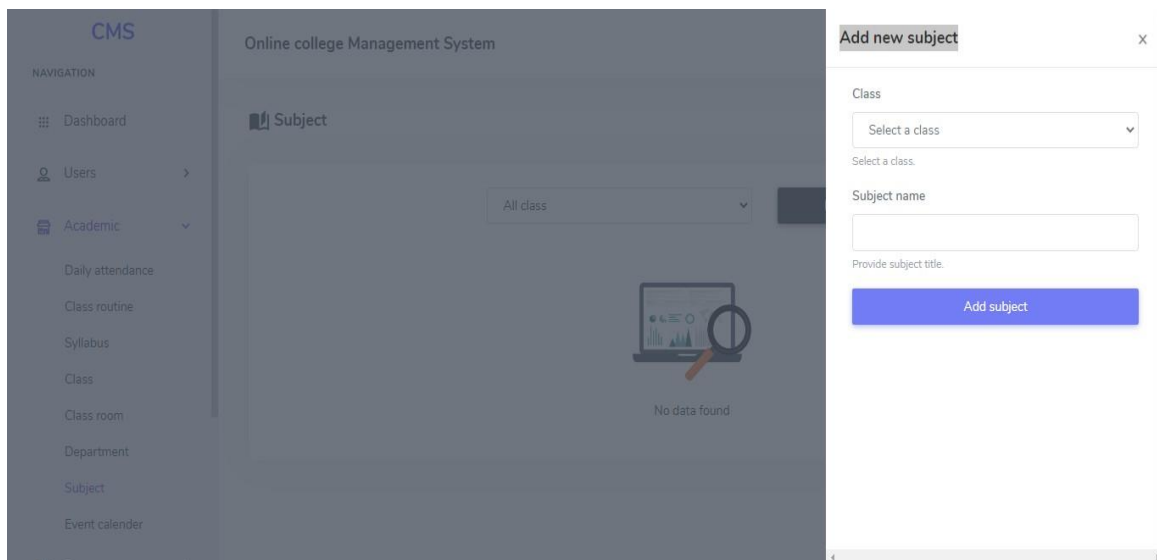 CMS
NAVIGATION
Dashboard
Users
Academic
Daily attendance
Class routine
Syllabus
Class
Class room
Department
Subject
Event calender
Online college Management System
Subject
All class
No data found
Add new subject
X
Class
Select a class
Select a class.
Subject name
Provide subject title.
Add subject